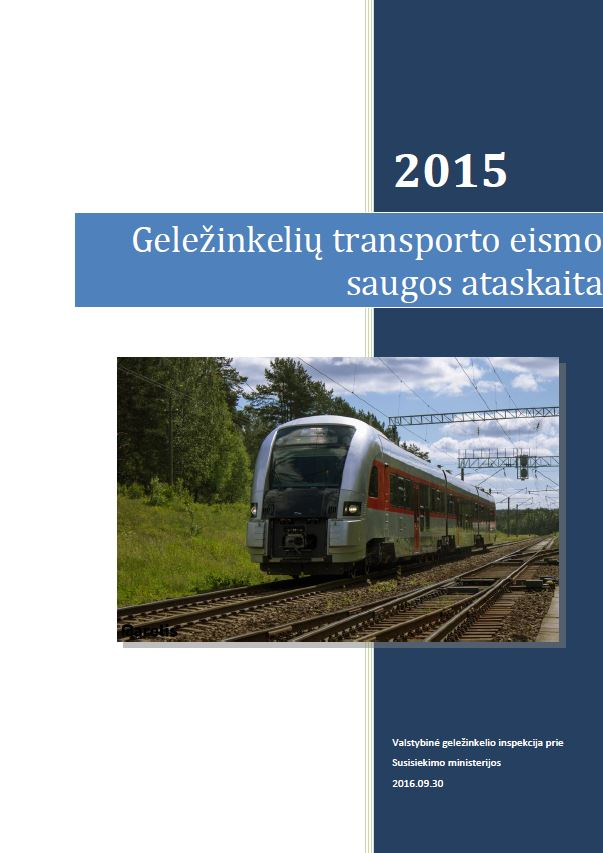 2015
Geležinkelių transporto eismo
saugos ataskaita
Valstybinė geležinkelio inspekcija prie
Susisiekimo ministerijos
2016.09.30